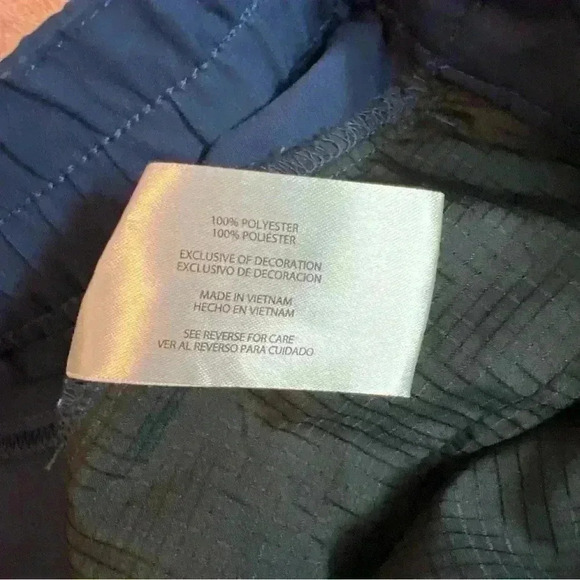 100% POLYESTER
100% POLIÉSTER
EXCLUSIVE OF DECORATION
EXCLUSIVO DE DECORACION
MADE IN VIETNAM
HECHO EN VIETNAM
SEE REVERSE FOR CARE
VER AL REVERSO PARA CUIDADO